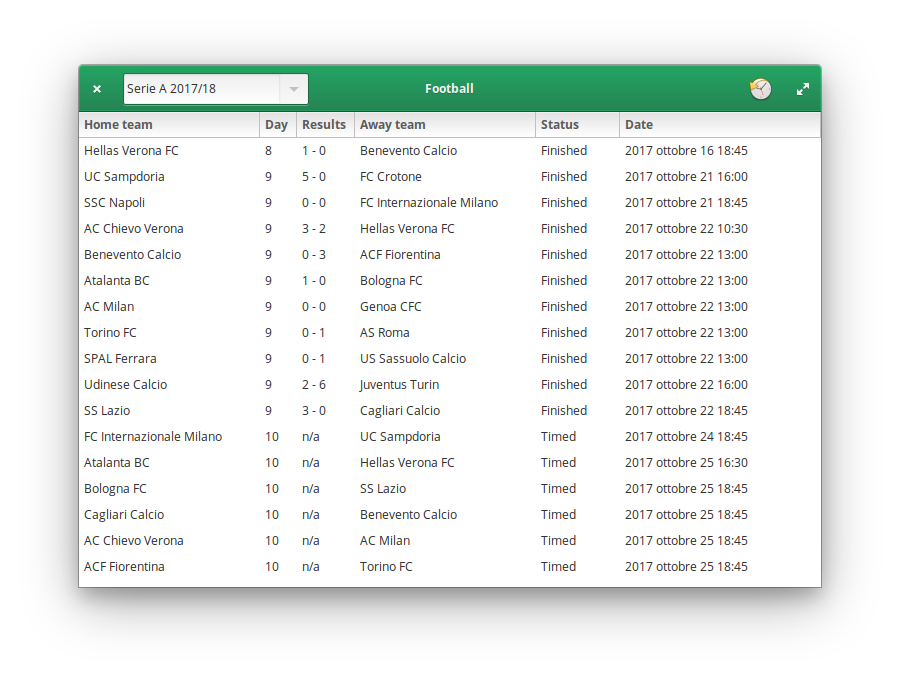 Serie A 2017/18 Football
Home team Day Results Away team Status Date
Hellas Verona FC 8 1 - 0 Benevento Calcio Finished 2017 ottobre 16 18:45
UC Sampdoria 9 5 - 0 FC Crotone Finished 2017 ottobre 21 16:00
SSC Napoli 9 0 - 0 FC Internazionale Milano Finished 2017 ottobre 21 18:45
AC Chievo Verona 9 3 - 2 Hellas Verona FC Finished 2017 ottobre 22 10:30
Benevento Calcio 9 0 - 3 ACF Fiorentina Finished 2017 ottobre 22 13:00
Atalanta BC 9 1 - 0 Bologna FC Finished 2017 ottobre 22 13:00
AC Milan 9 0 - 0 Genoa CFC Finished 2017 ottobre 22 13:00
Torino FC 9 0 - 1 AS Roma Finished 2017 ottobre 22 13:00
SPAL Ferrara 9 0 - 1 US Sassuolo Calcio Finished 2017 ottobre 22 13:00
Udinese Calcio 9 2 - 6 Juventus Turin Finished 2017 ottobre 22 16:00
SS Lazio 9 3 - 0 Cagliari Calcio Finished 2017 ottobre 22 18:45
FC Internazionale Milano 10 n/a UC Sampdoria Timed 2017 ottobre 24 18:45
Atalanta BC 10 n/a Hellas Verona FC Timed 2017 ottobre 25 16:30
Bologna FC 10 n/a SS Lazio Timed 2017 ottobre 25 18:45
Cagliari Calcio 10 n/a Benevento Calcio Timed 2017 ottobre 25 18:45
AC Chievo Verona 10 n/a AC Milan Timed 2017 ottobre 25 18:45
ACF Fiorentina 10 n/a Torino FC Timed 2017 ottobre 25 18:45